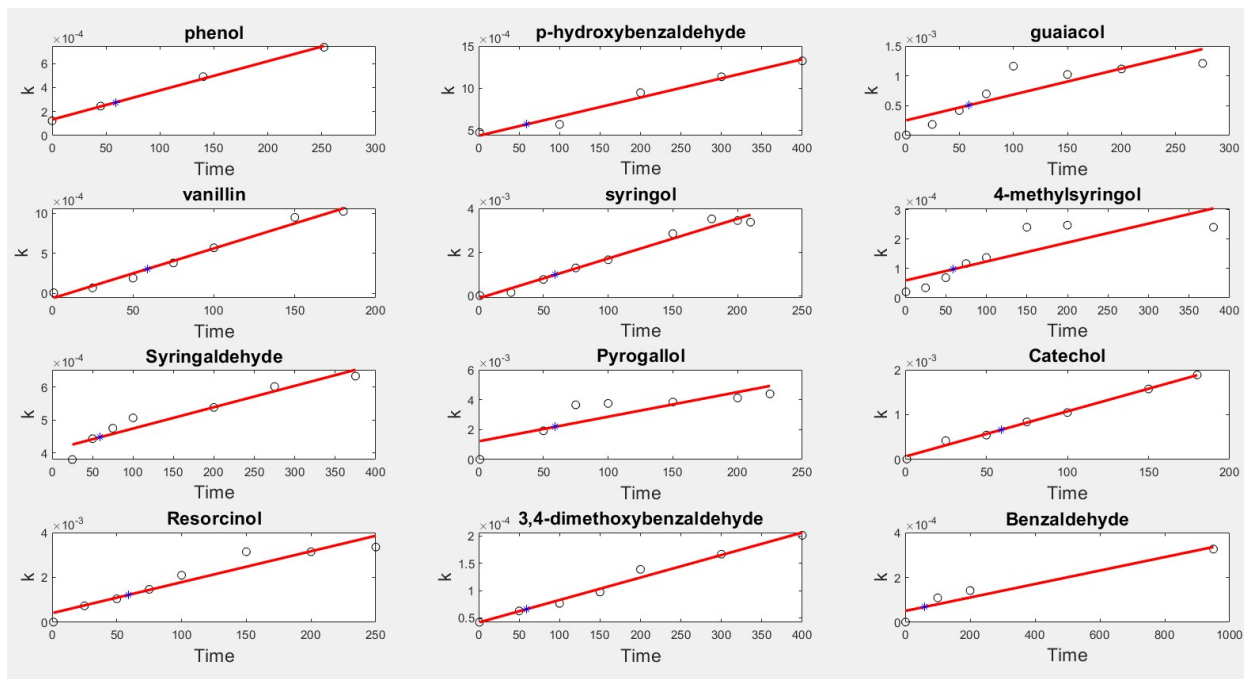 phenol
×10⁻⁴
6
4
2
0
k
0 50 100 150 200 250 300
Time
p-hydroxybenzaldehyde
×10⁻⁴
15
10
5
k
0 50 100 150 200 250 300 350 400
Time
guaiacol
×10⁻³
1.5
1
0.5
0
k
0 50 100 150 200 250 300
Time
vanillin
×10⁻⁴
10
5
0
k
0 50 100 150 200
Time
syringol
×10⁻³
4
2
0
k
0 50 100 150 200 250
Time
4-methylsyringol
×10⁻⁴
3
2
1
0
k
0 50 100 150 200 250 300 350 400
Time
Syringaldehyde
×10⁻⁴
6
5
4
k
0 50 100 150 200 250 300 350 400
Time
Pyrogallol
×10⁻³
6
4
2
0
k
0 50 100 150 200 250
Time
Catechol
×10⁻³
2
1
0
k
0 50 100 150 200
Time
Resorcinol
×10⁻³
4
2
0
k
0 50 100 150 200 250
Time
3,4-dimethoxybenzaldehyde
×10⁻⁴
2
1.5
1
0.5
k
0 50 100 150 200 250 300 350 400
Time
Benzaldehyde
×10⁻⁴
4
2
0
k
0 200 400 600 800 1000
Time